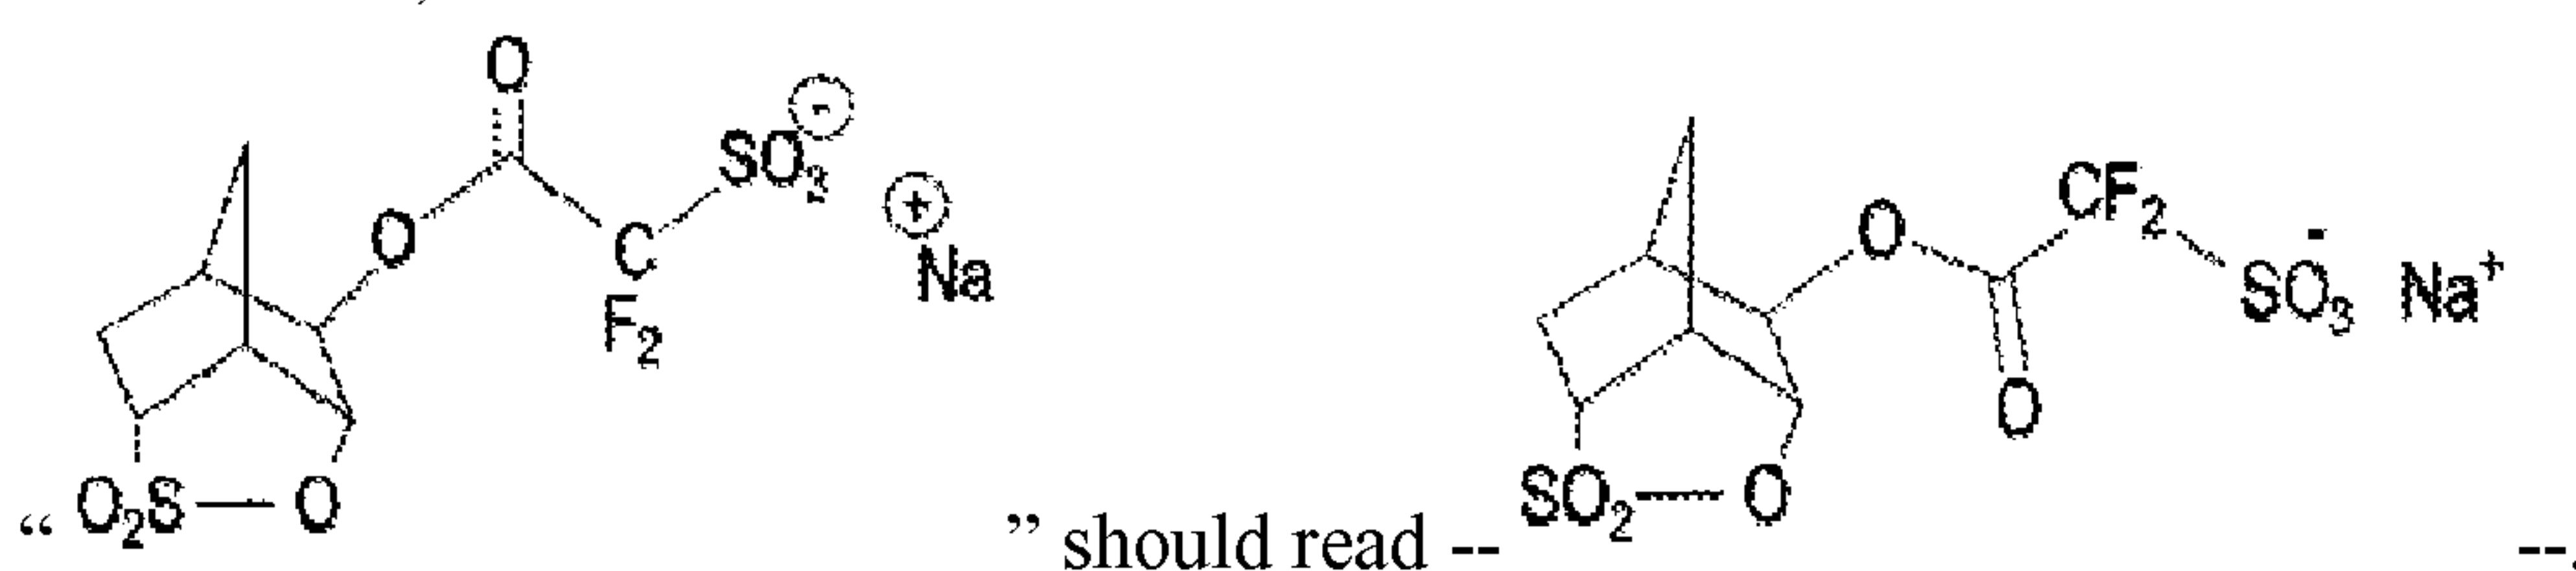 O
SO3 -
+
O
C
Na
F2
“ O2S — O ” should read --
O
CF2
SO3 - Na+
O
SO2 — O --.